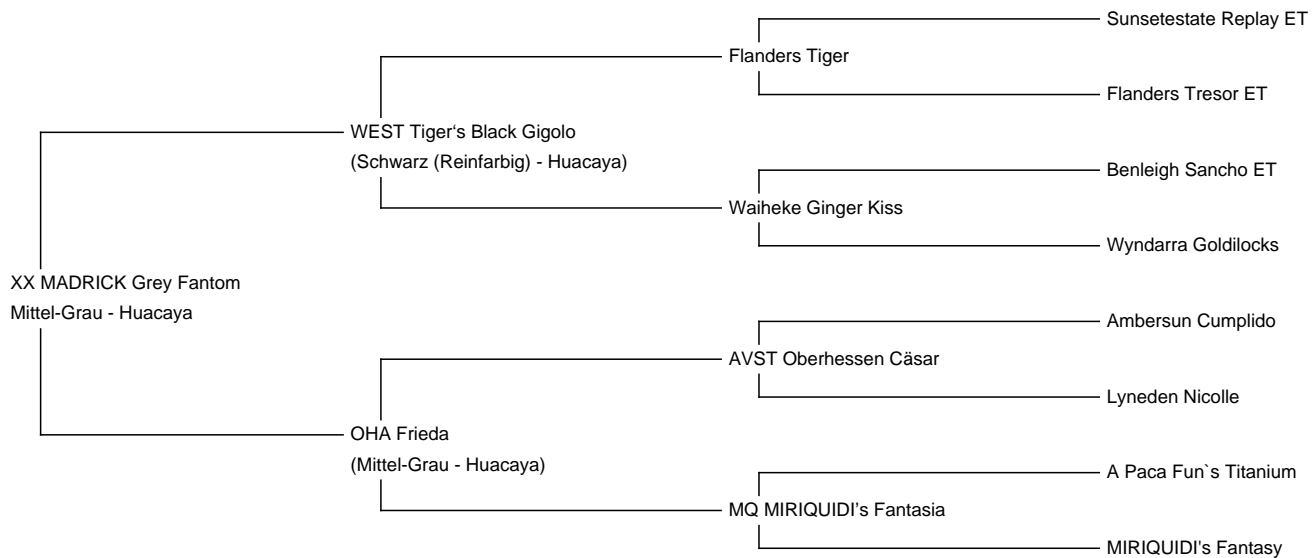 Sunsetestate Replay ET
Flanders Tiger
Flanders Tresor ET
WEST Tiger‘s Black Gigolo
(Schwarz (Reinfarbig) - Huacaya)
Benleigh Sancho ET
Waiheke Ginger Kiss
Wyndarra Goldilocks
XX MADRICK Grey Fantom
Mittel-Grau - Huacaya
Ambersun Cumplido
AVST Oberhessen Cäsar
Lyneden Nicolle
OHA Frieda
(Mittel-Grau - Huacaya)
A Paca Fun`s Titanium
MQ MIRIQUIDI’s Fantasia
MIRIQUIDI's Fantasy